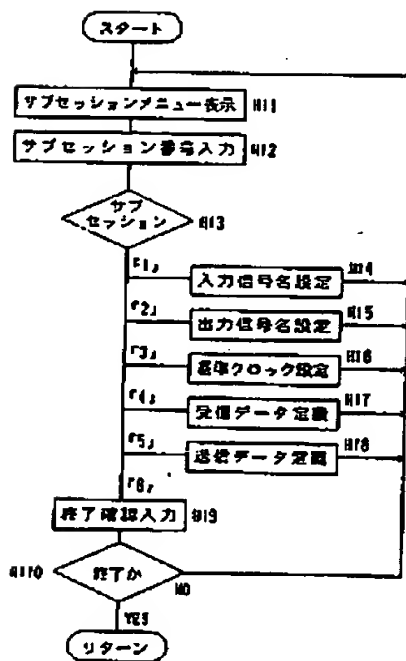 スタート
サブセッションメニュー表示 H11
サブセッション番号入力 H12
サブ
セッション H13
「1」 入力信号名設定 H14
「2」 出力信号名設定 H15
「3」 基準クロック設定 H16
「4」 受信データ定義 H17
「5」 送信データ定義 H18
「6」
終了確認入力 H19
H110 終了か NO
YES
リターン